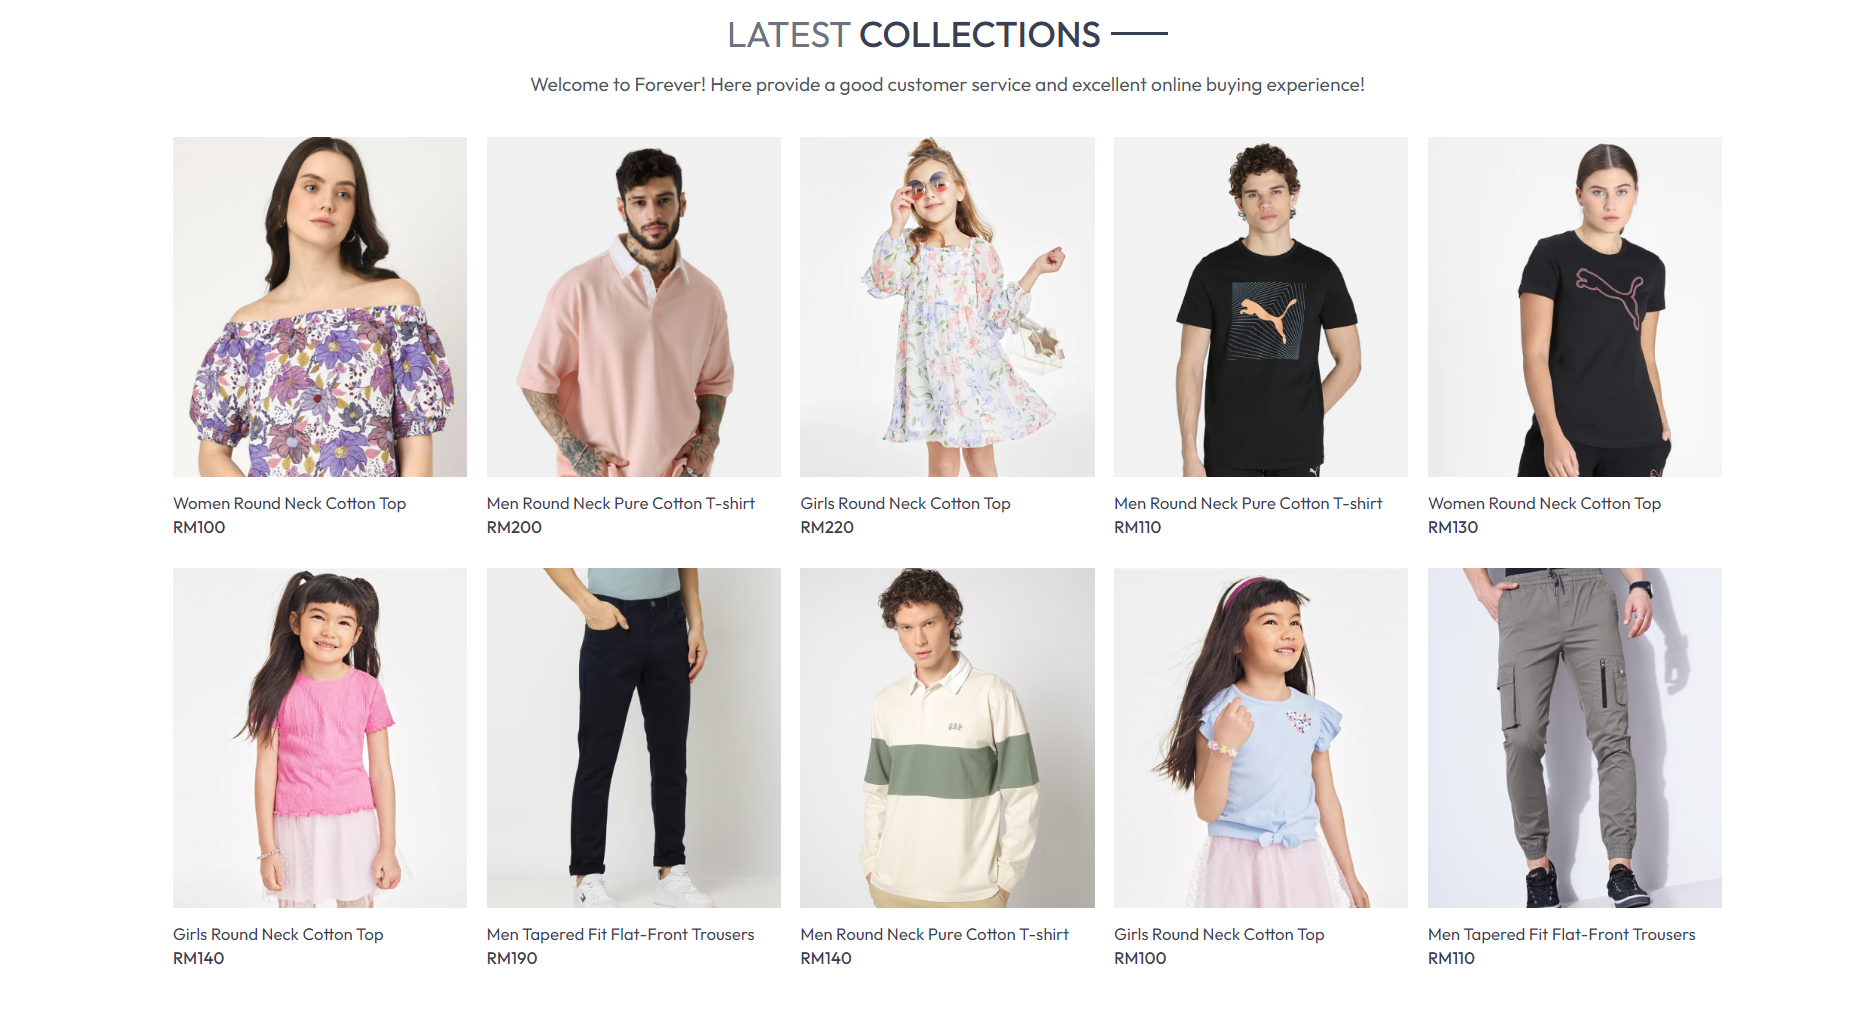 LATEST COLLECTIONS
Welcome to Forever! Here provide a good customer service and excellent online buying experience!
Women Round Neck Cotton Top
RM100
Men Round Neck Pure Cotton T-shirt
RM200
Girls Round Neck Cotton Top
RM220
Men Round Neck Pure Cotton T-shirt
RM110
Women Round Neck Cotton Top
RM130
GAP
Girls Round Neck Cotton Top
RM140
Men Tapered Fit Flat-Front Trousers
RM190
Men Round Neck Pure Cotton T-shirt
RM140
Girls Round Neck Cotton Top
RM100
Men Tapered Fit Flat-Front Trousers
RM110